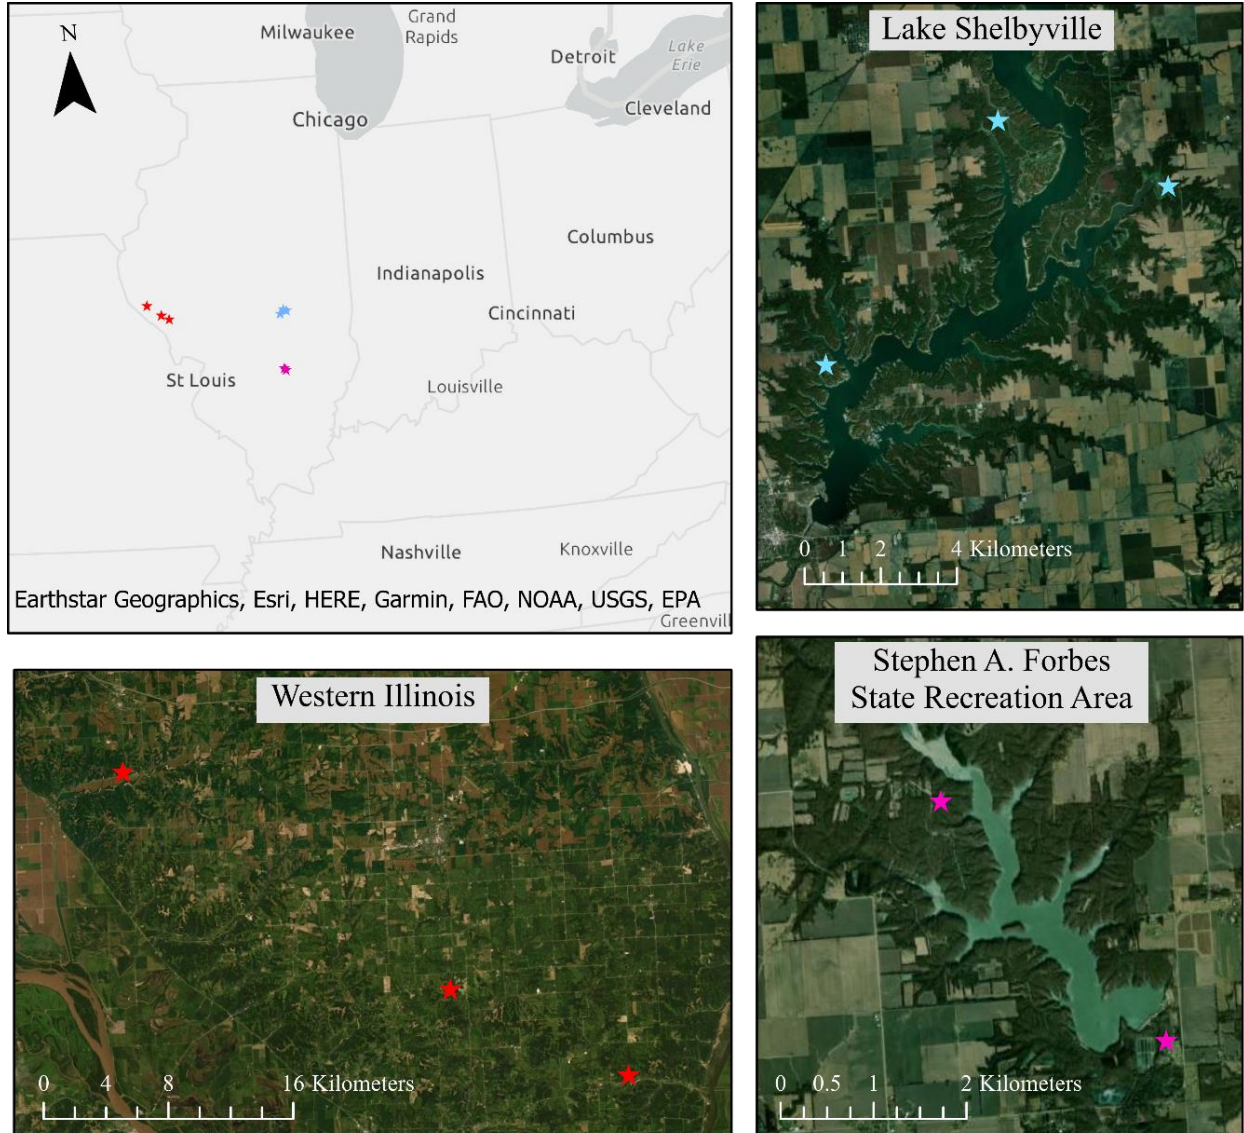 N
Milwaukee
Grand
Rapids
Detroit
Lake
Erie
Cleveland
Chicago
Columbus
Indianapolis
Cincinnati
St Louis
Louisville
Nashville
Knoxville
Earthstar Geographics, Esri, HERE, Garmin, FAO, NOAA, USGS, EPA
Greenvill
Lake Shelbyville
0 1 2 4 Kilometers
Western Illinois
0 4 8 16 Kilometers
Stephen A. Forbes
State Recreation Area
0 0.5 1 2 Kilometers